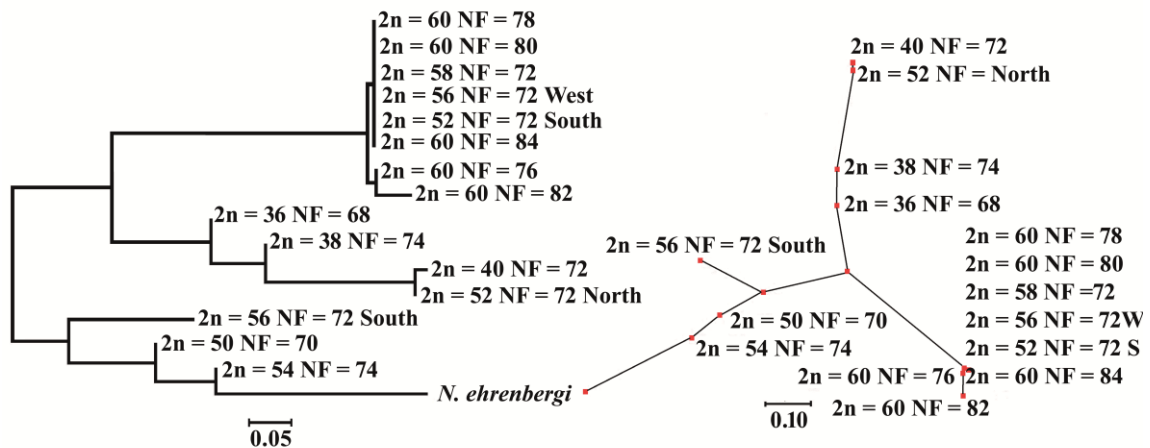 2n = 60 NF = 78
2n = 60 NF = 80
2n = 58 NF = 72
2n = 56 NF = 72 West
2n = 52 NF = 72 South
2n = 60 NF = 84
2n = 60 NF = 76
2n = 60 NF = 82
2n = 36 NF = 68
2n = 38 NF = 74
2n = 40 NF = 72
2n = 52 NF = 72 North
2n = 56 NF = 72 South
2n = 50 NF = 70
2n = 54 NF = 74
N. ehrenbergi
0.05
2n = 40 NF = 72
2n = 52 NF = North
2n = 38 NF = 74
2n = 36 NF = 68
2n = 56 NF = 72 South
2n = 50 NF = 70
2n = 54 NF = 74
2n = 60 NF = 78
2n = 60 NF = 80
2n = 58 NF =72
2n = 56 NF = 72W
2n = 52 NF = 72 S
2n = 60 NF = 76
2n = 60 NF = 84
2n = 60 NF = 82
0.10